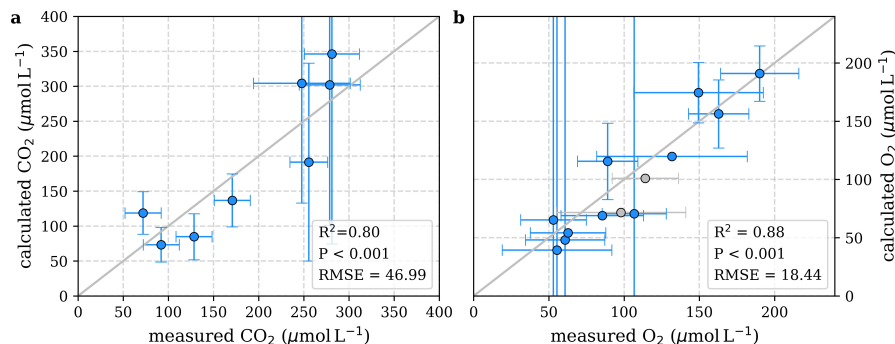 a
calculated CO₂ (μmol L⁻¹)
400
350
300
250
200
150
100
50
0
0 50 100 150 200 250 300 350 400
measured CO₂ (μmol L⁻¹)
R²=0.80
P < 0.001
RMSE = 46.99
b
calculated O₂ (μmol L⁻¹)
200
150
100
50
0
0 50 100 150 200
measured O₂ (μmol L⁻¹)
R² = 0.88
P < 0.001
RMSE = 18.44